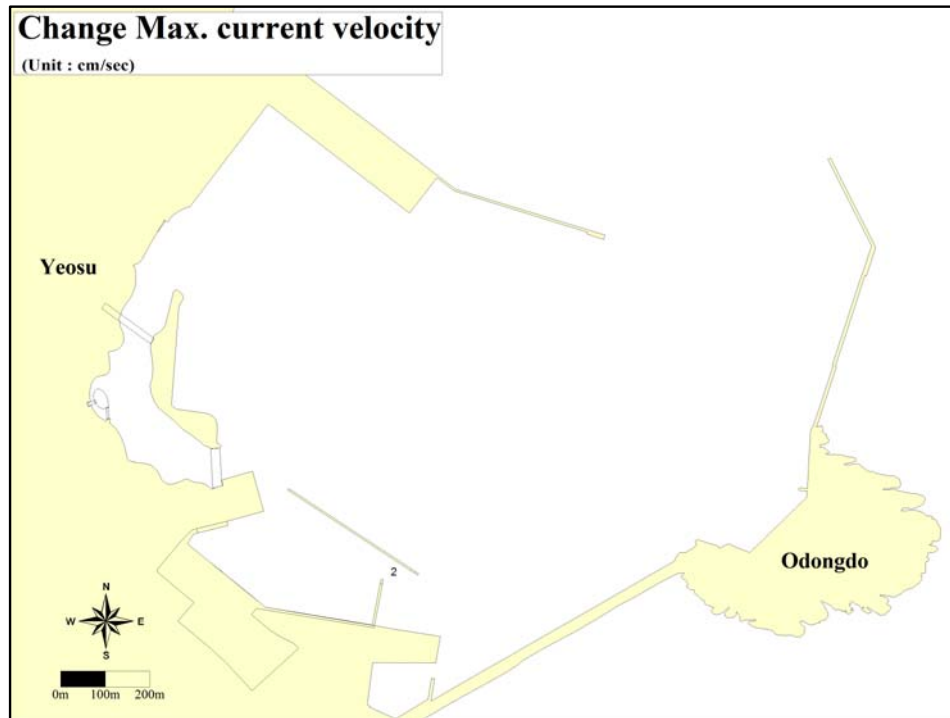 Change Max. current velocity
(Unit : cm/sec)
Yeosu
2
Odongdo
N
W E
S
0m 100m 200m